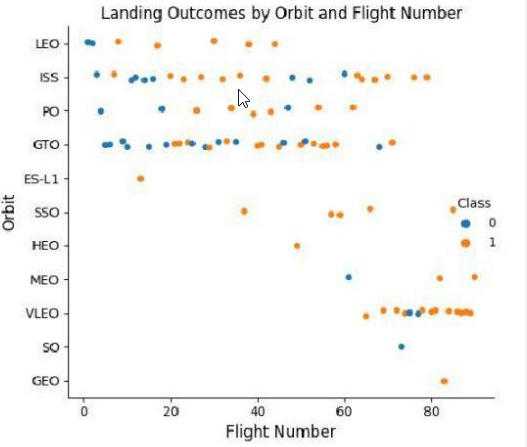 Landing Outcomes by Orbit and Flight Number
LEO
ISS
PO
GTO
ES-L1
SSO
HEO
MEO
VLEO
SO
GEO
Orbit
Class
0
1
0 20 40 60 80
Flight Number